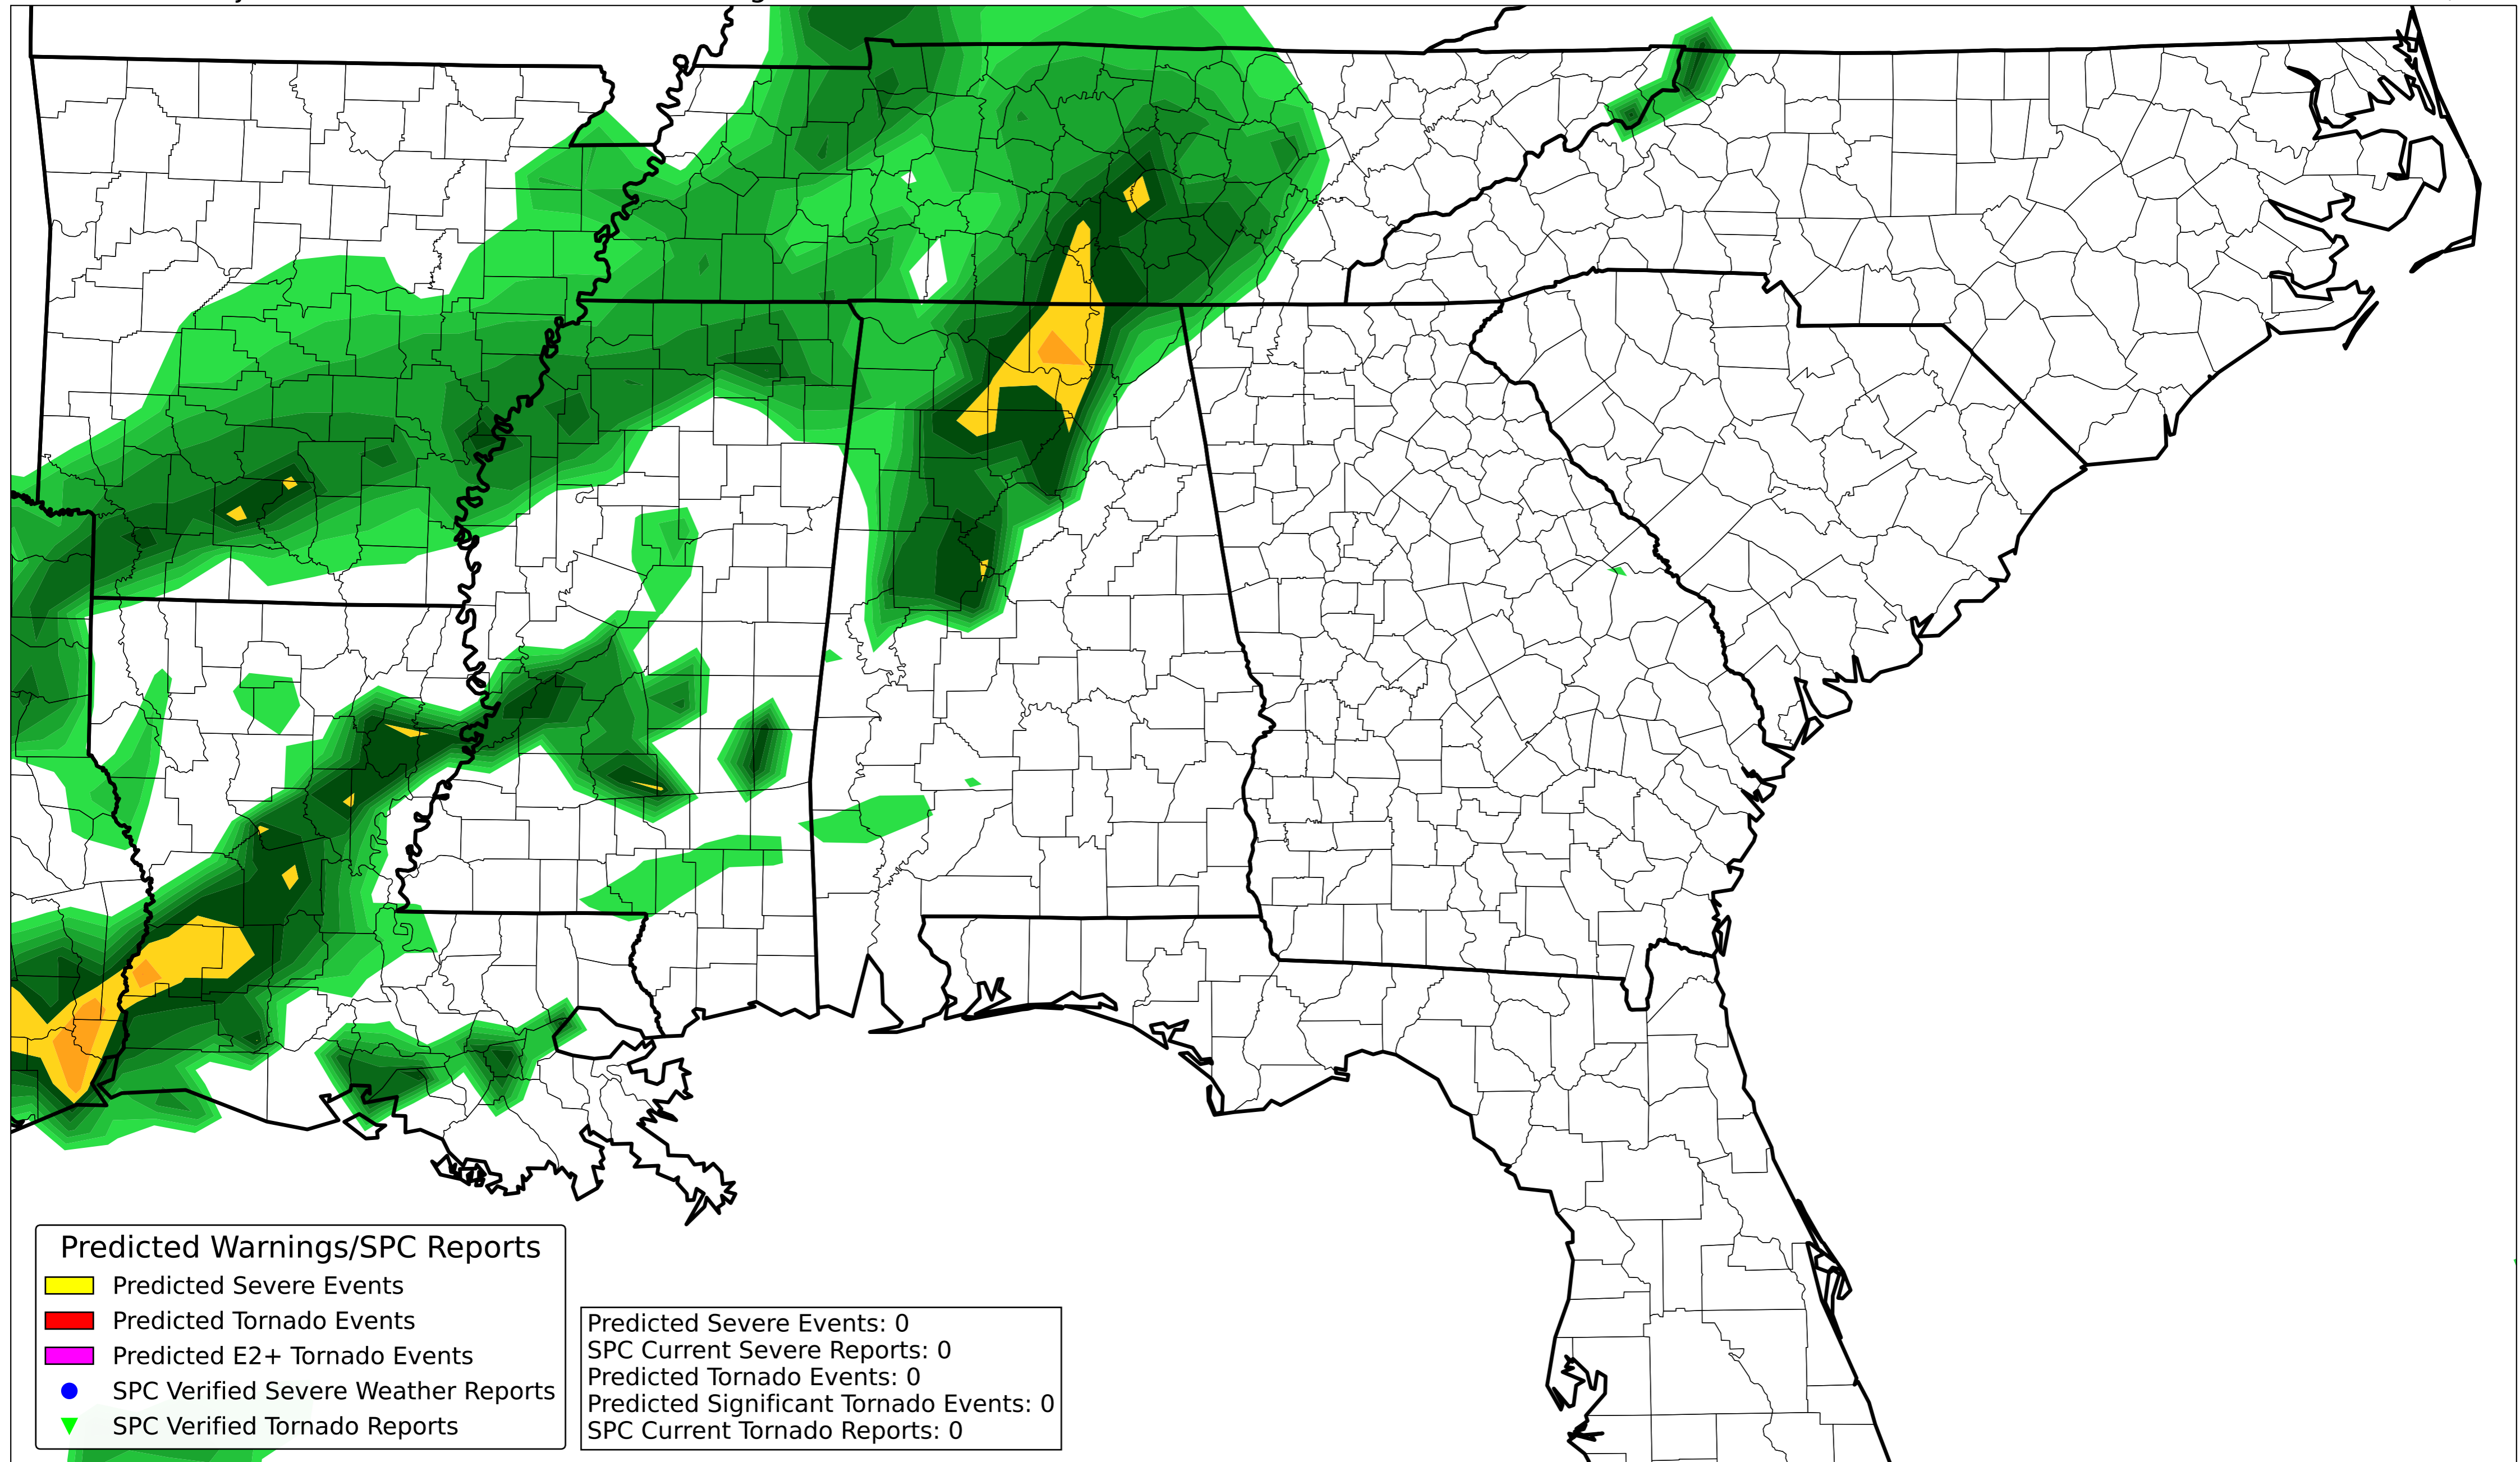 Predicted Warnings/SPC Reports
Predicted Severe Events
Predicted Tornado Events
Predicted E2+ Tornado Events
SPC Verified Severe Weather Reports
SPC Verified Tornado Reports
Predicted Severe Events: 0
SPC Current Severe Reports: 0
Predicted Tornado Events: 0
Predicted Significant Tornado Events: 0
SPC Current Tornado Reports: 0